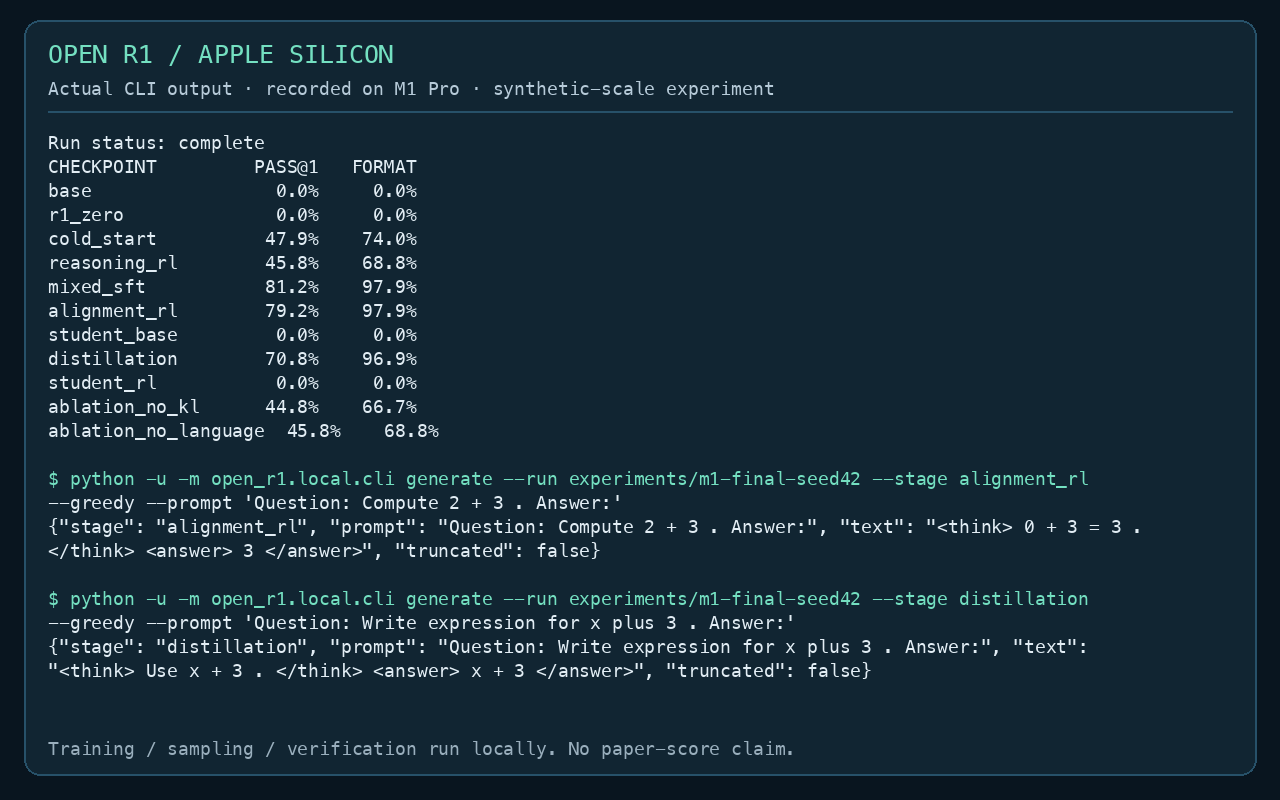 OPEN R1 / APPLE SILICON
Actual CLI output · recorded on M1 Pro · synthetic-scale experiment
Run status: complete
CHECKPOINT PASS@1 FORMAT
base 0.0% 0.0%
r1_zero 0.0% 0.0%
cold_start 47.9% 74.0%
reasoning_rl 45.8% 68.8%
mixed_sft 81.2% 97.9%
alignment_rl 79.2% 97.9%
student_base 0.0% 0.0%
distillation 70.8% 96.9%
student_rl 0.0% 0.0%
ablation_no_kl 44.8% 66.7%
ablation_no_language 45.8% 68.8%
$ python -u -m open_r1.local.cli generate --run experiments/m1-final-seed42 --stage alignment_rl
--greedy --prompt 'Question: Compute 2 + 3 . Answer:'
{"stage": "alignment_rl", "prompt": "Question: Compute 2 + 3 . Answer:", "text": "<think> 0 + 3 = 3 .
</think> <answer> 3 </answer>", "truncated": false}
$ python -u -m open_r1.local.cli generate --run experiments/m1-final-seed42 --stage distillation
--greedy --prompt 'Question: Write expression for x plus 3 . Answer:'
{"stage": "distillation", "prompt": "Question: Write expression for x plus 3 . Answer:", "text":
"<think> Use x + 3 . </think> <answer> x + 3 </answer>", "truncated": false}
Training / sampling / verification run locally. No paper-score claim.